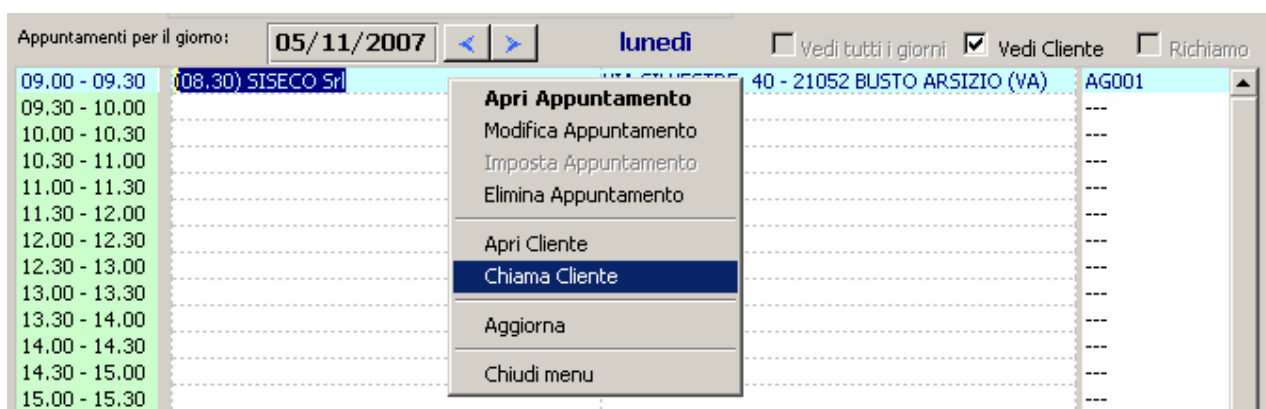 Appuntamenti per il giorno: 05/11/2007 < > lunedì Vedi tutti i giorni Vedi Cliente Richiamo
09.00 - 09.30 (08.30) SISECO Srl 40 - 21052 BUSTO ARSIZIO (VA) AG001
09.30 - 10.00 ---
10.00 - 10.30 ---
10.30 - 11.00 ---
11.00 - 11.30 ---
11.30 - 12.00 ---
12.00 - 12.30 ---
12.30 - 13.00 ---
13.00 - 13.30 ---
13.30 - 14.00 ---
14.00 - 14.30 ---
14.30 - 15.00 ---
15.00 - 15.30 ---
Apri Appuntamento
Modifica Appuntamento
Imposta Appuntamento
Elimina Appuntamento
Apri Cliente
Chiama Cliente
Aggiorna
Chiudi menu